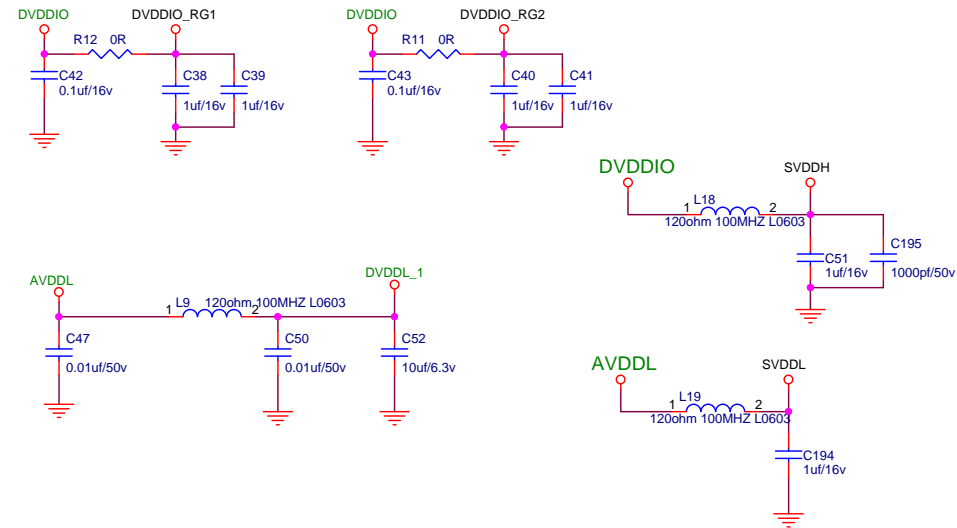 DVDDIO DVDDIO_RG1
R12 0R
C42
0.1uf/16v
C38
1uf/16v
C39
1uf/16v
DVDDIO DVDDIO_RG2
R11 0R
C43
0.1uf/16v
C40
1uf/16v
C41
1uf/16v
DVDDIO SVDDH
L18
1 2
120ohm 100MHZ L0603
C51
1uf/16v
C195
1000pf/50v
AVDDL DVDDL_1
L9 120ohm 100MHZ L0603
1 2
C47
0.01uf/50v
C50
0.01uf/50v
C52
10uf/6.3v
AVDDL SVDDL
L19
1 2
120ohm 100MHZ L0603
C194
1uf/16v